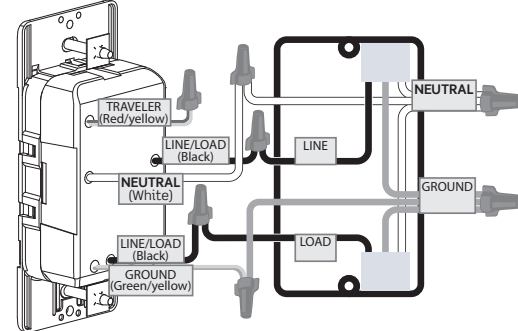 TRAVELER
(Red/yellow)
LINE/LOAD
(Black)
NEUTRAL
(White)
LINE/LOAD
(Black)
GROUND
(Green/yellow)
LINE
LOAD
NEUTRAL
GROUND